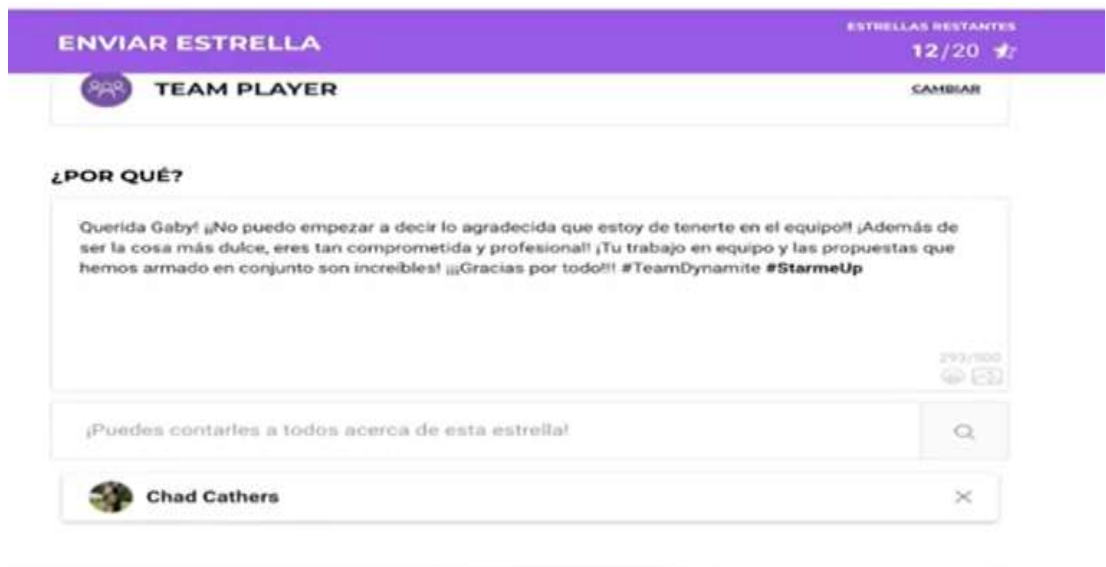 ESTRELLAS RESTANTES
ENVIAR ESTRELLA
12/20
TEAM PLAYER
CAMBIAR
¿POR QUÉ?
Querida Gaby! ¡¡No puedo empezar a decir lo agradecida que estoy de tenerte en el equipo!! ¡Además de
ser la cosa más dulce, eres tan comprometida y profesional! ¡Tu trabajo en equipo y las propuestas que
hemos armado en conjunto son increíbles! ¡¡¡Gracias por todo!!! #TeamDynamite #StarmeUp
293/500
¡Puedes contarles a todos acerca de esta estrella!
Chad Cathers